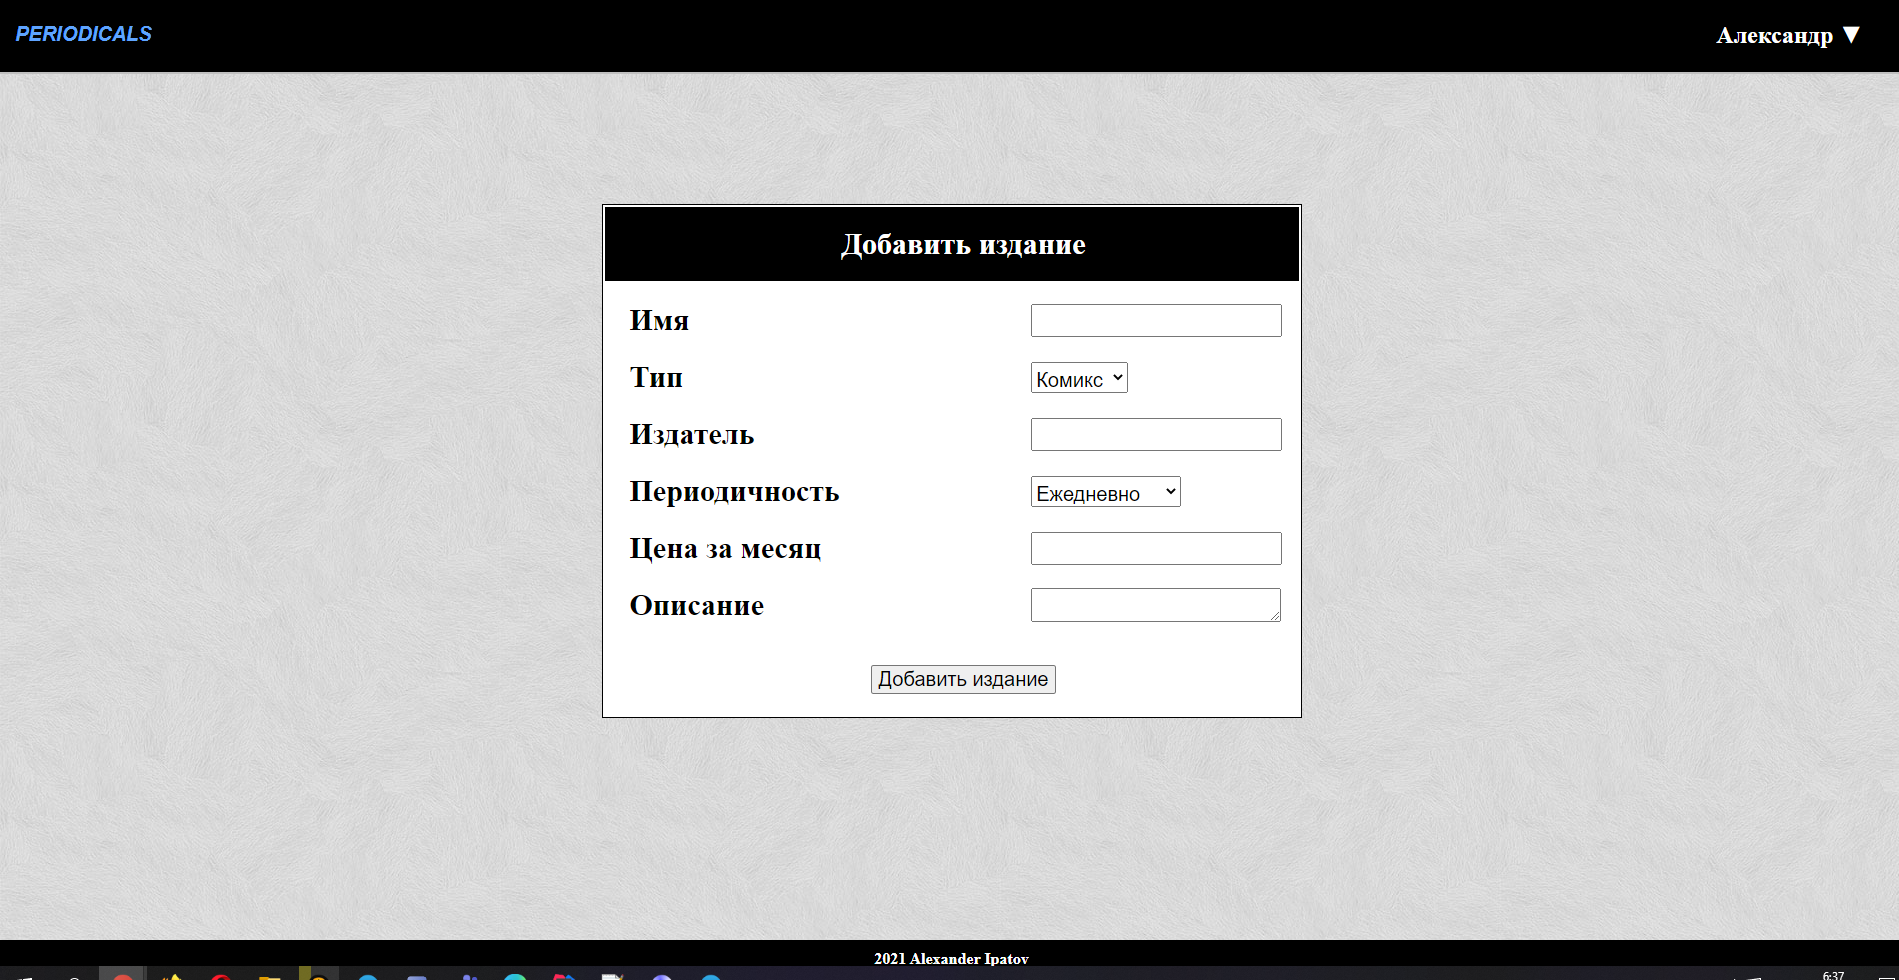 PERIODICALS
Александр ▼
Добавить издание
Имя
Тип
Комикс
Издатель
Периодичность
Ежедневно
Цена за месяц
Описание
Добавить издание
2021 Alexander Ipatov
6:37